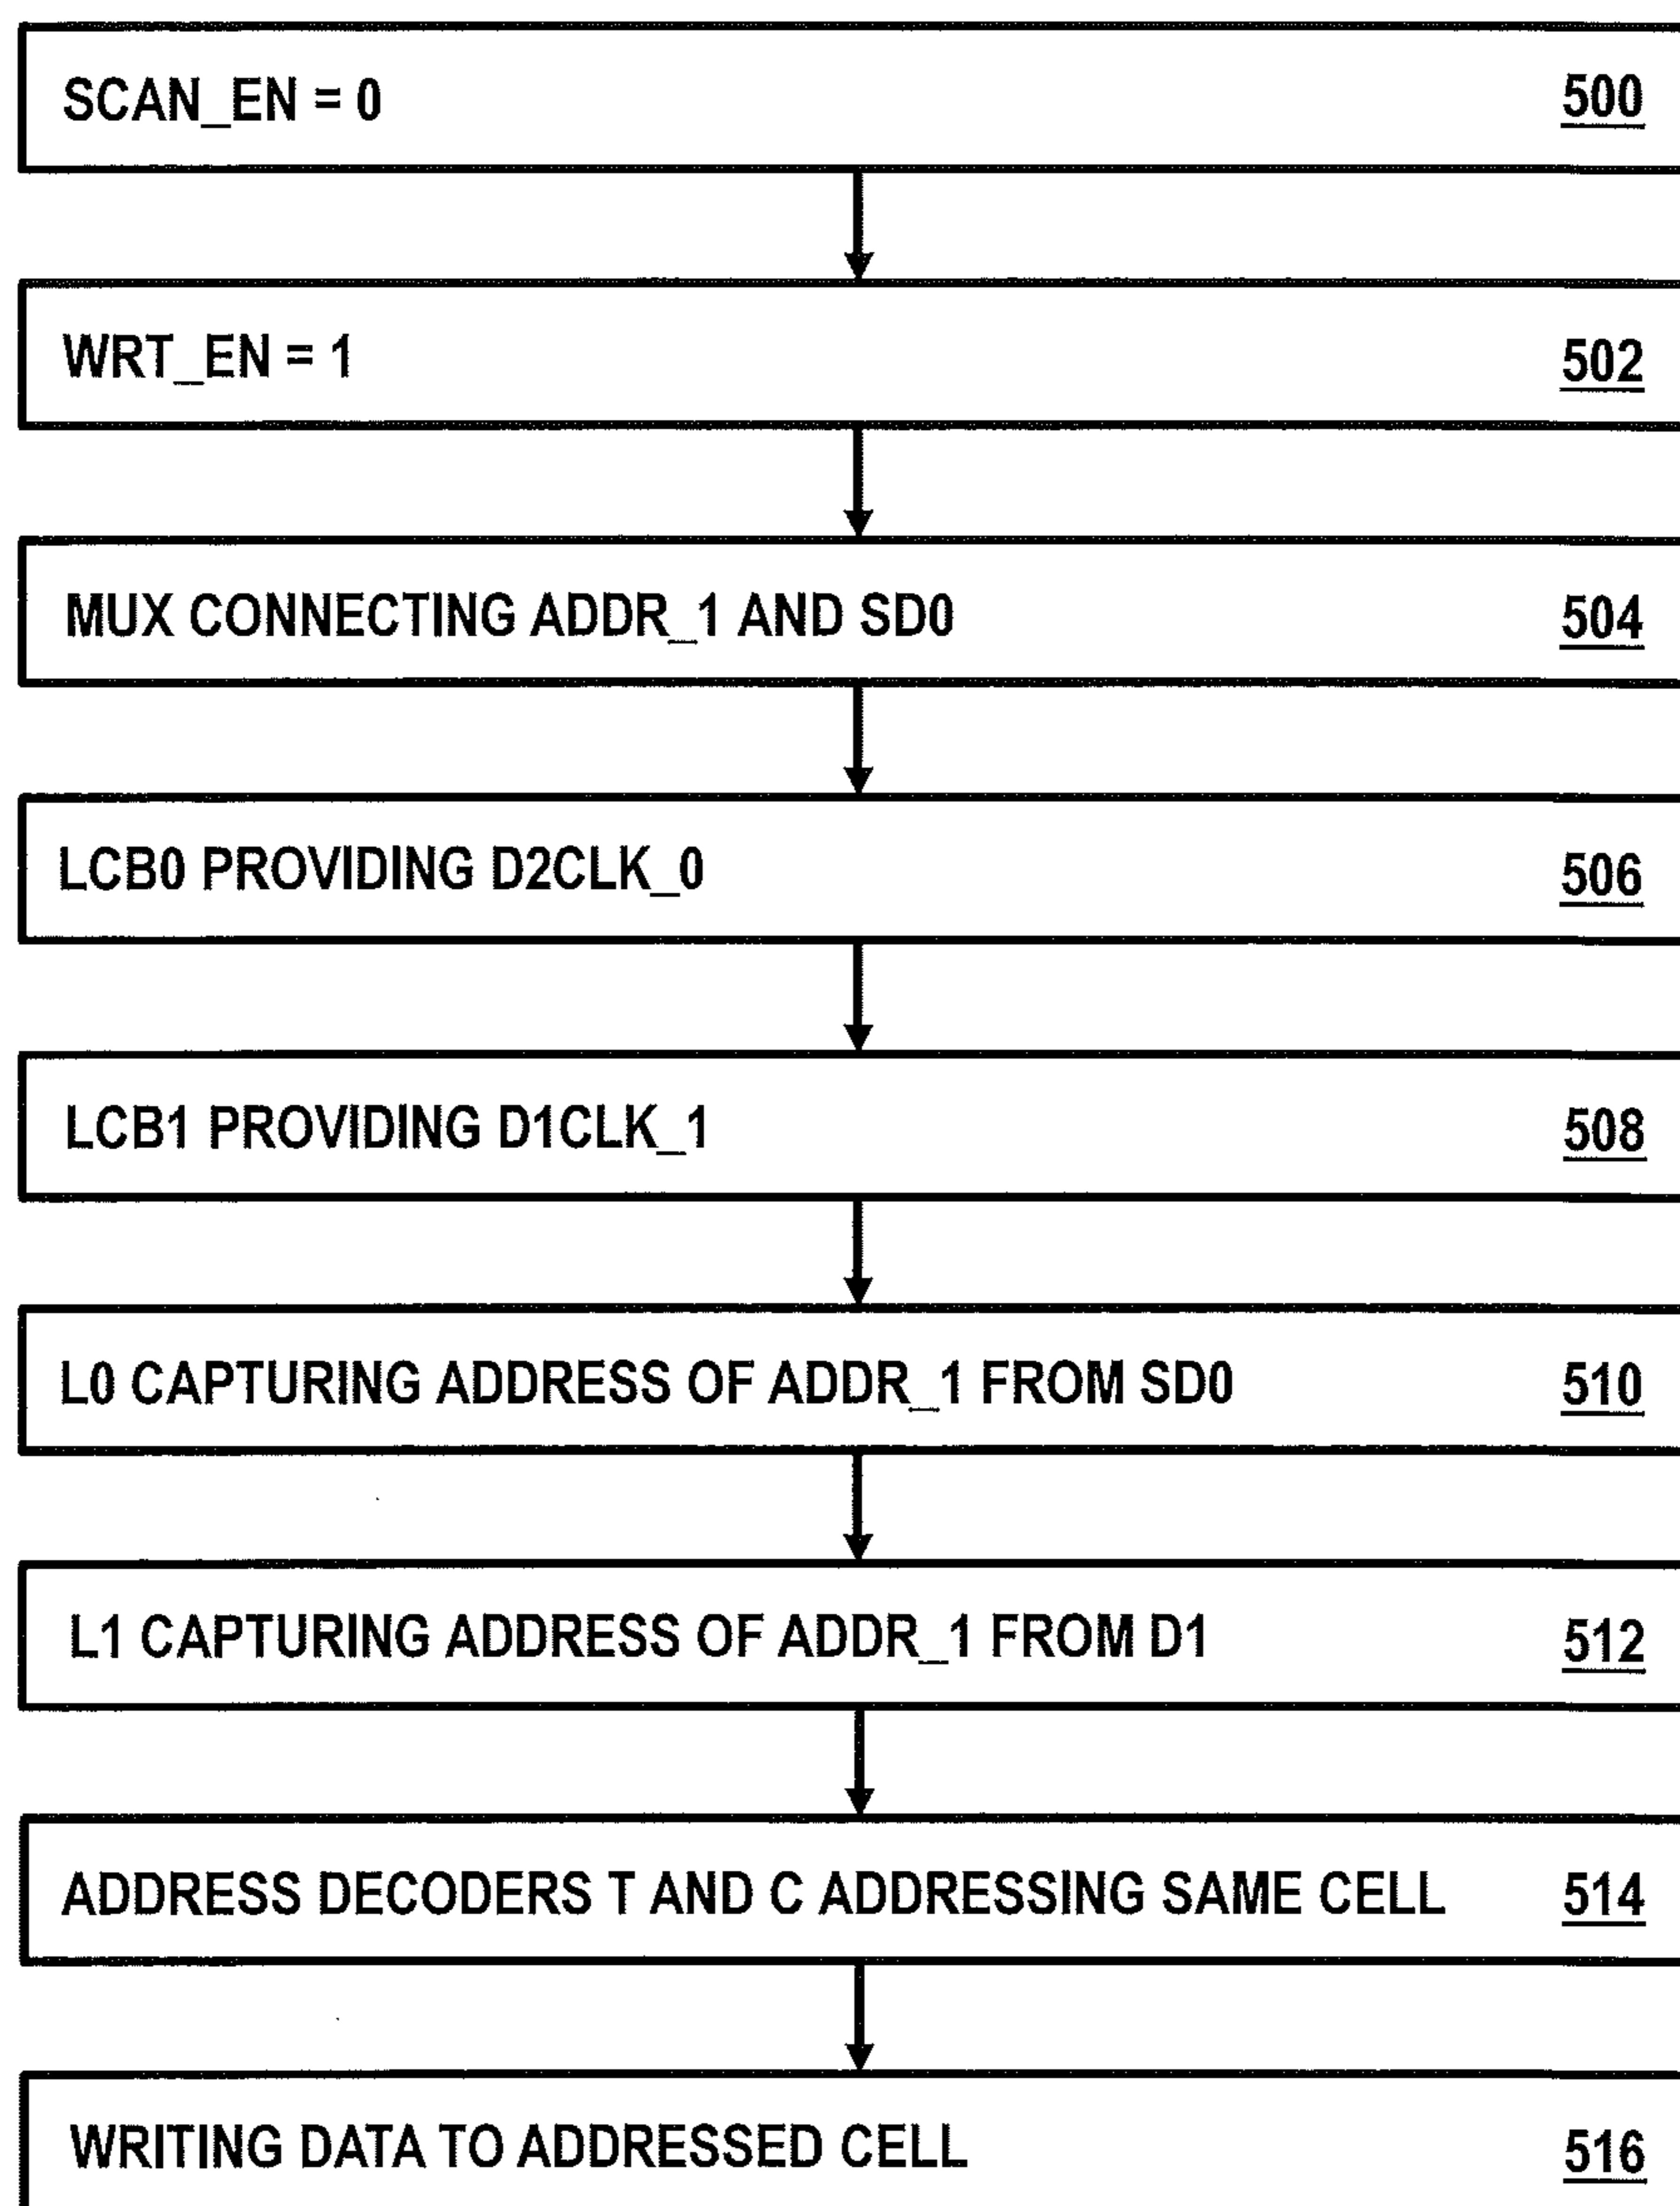 SCAN_EN = 0 500
WRT_EN = 1 502
MUX CONNECTING ADDR_1 AND SD0 504
LCB0 PROVIDING D2CLK_0 506
LCB1 PROVIDING D1CLK_1 508
L0 CAPTURING ADDRESS OF ADDR_1 FROM SD0 510
L1 CAPTURING ADDRESS OF ADDR_1 FROM D1 512
ADDRESS DECODERS T AND C ADDRESSING SAME CELL 514
WRITING DATA TO ADDRESSED CELL 516